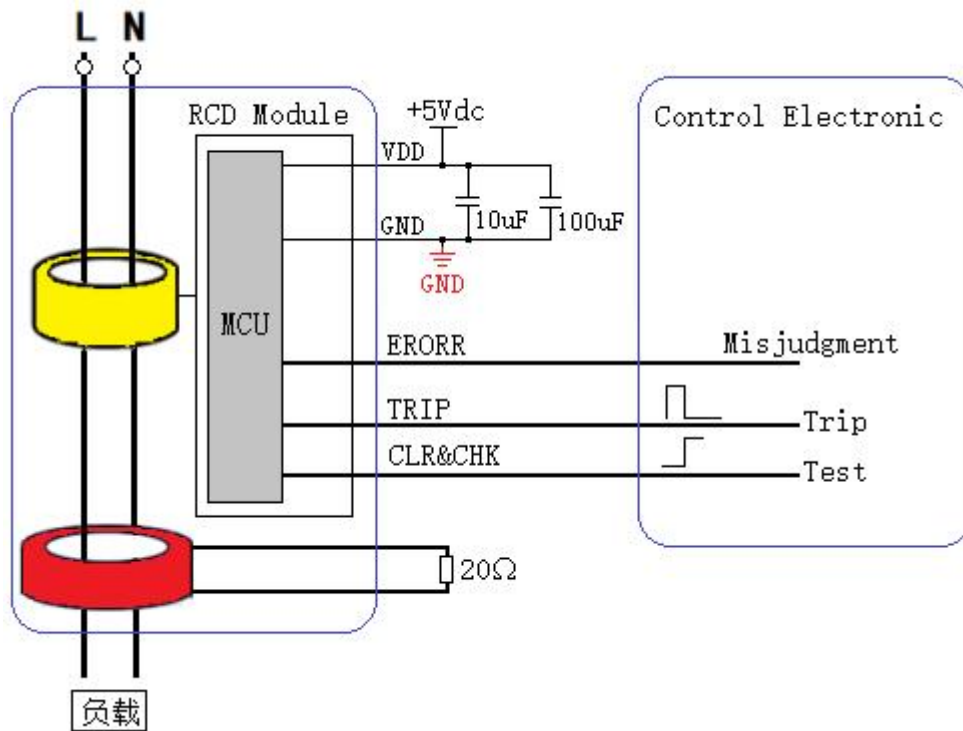 L N
RCD Module
+5Vdc
Control Electronic
VDD
10uF
100uF
GND
GND
MCU
ERORR
Misjudgment
TRIP
Trip
CLR&CHK
Test
20Ω
负载